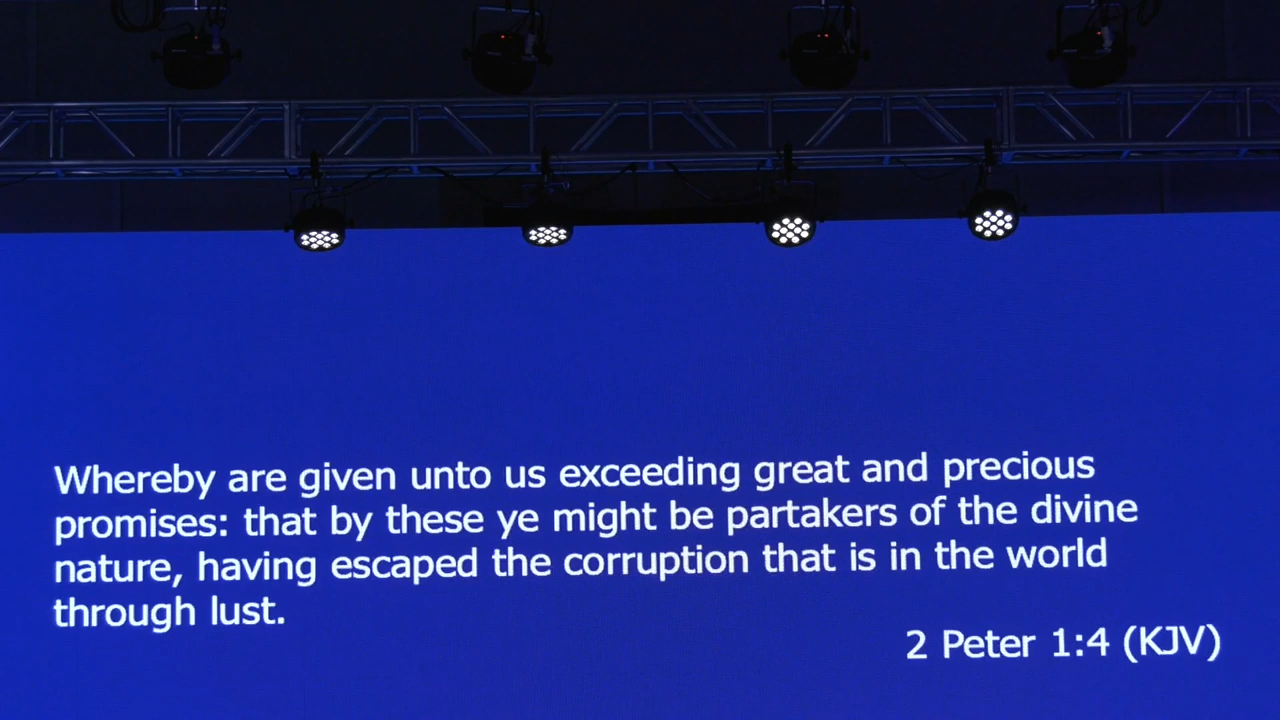 Whereby are given unto us exceeding great and precious
promises: that by these ye might be partakers of the divine
nature, having escaped the corruption that is in the world
through lust.
2 Peter 1:4 (KJV)